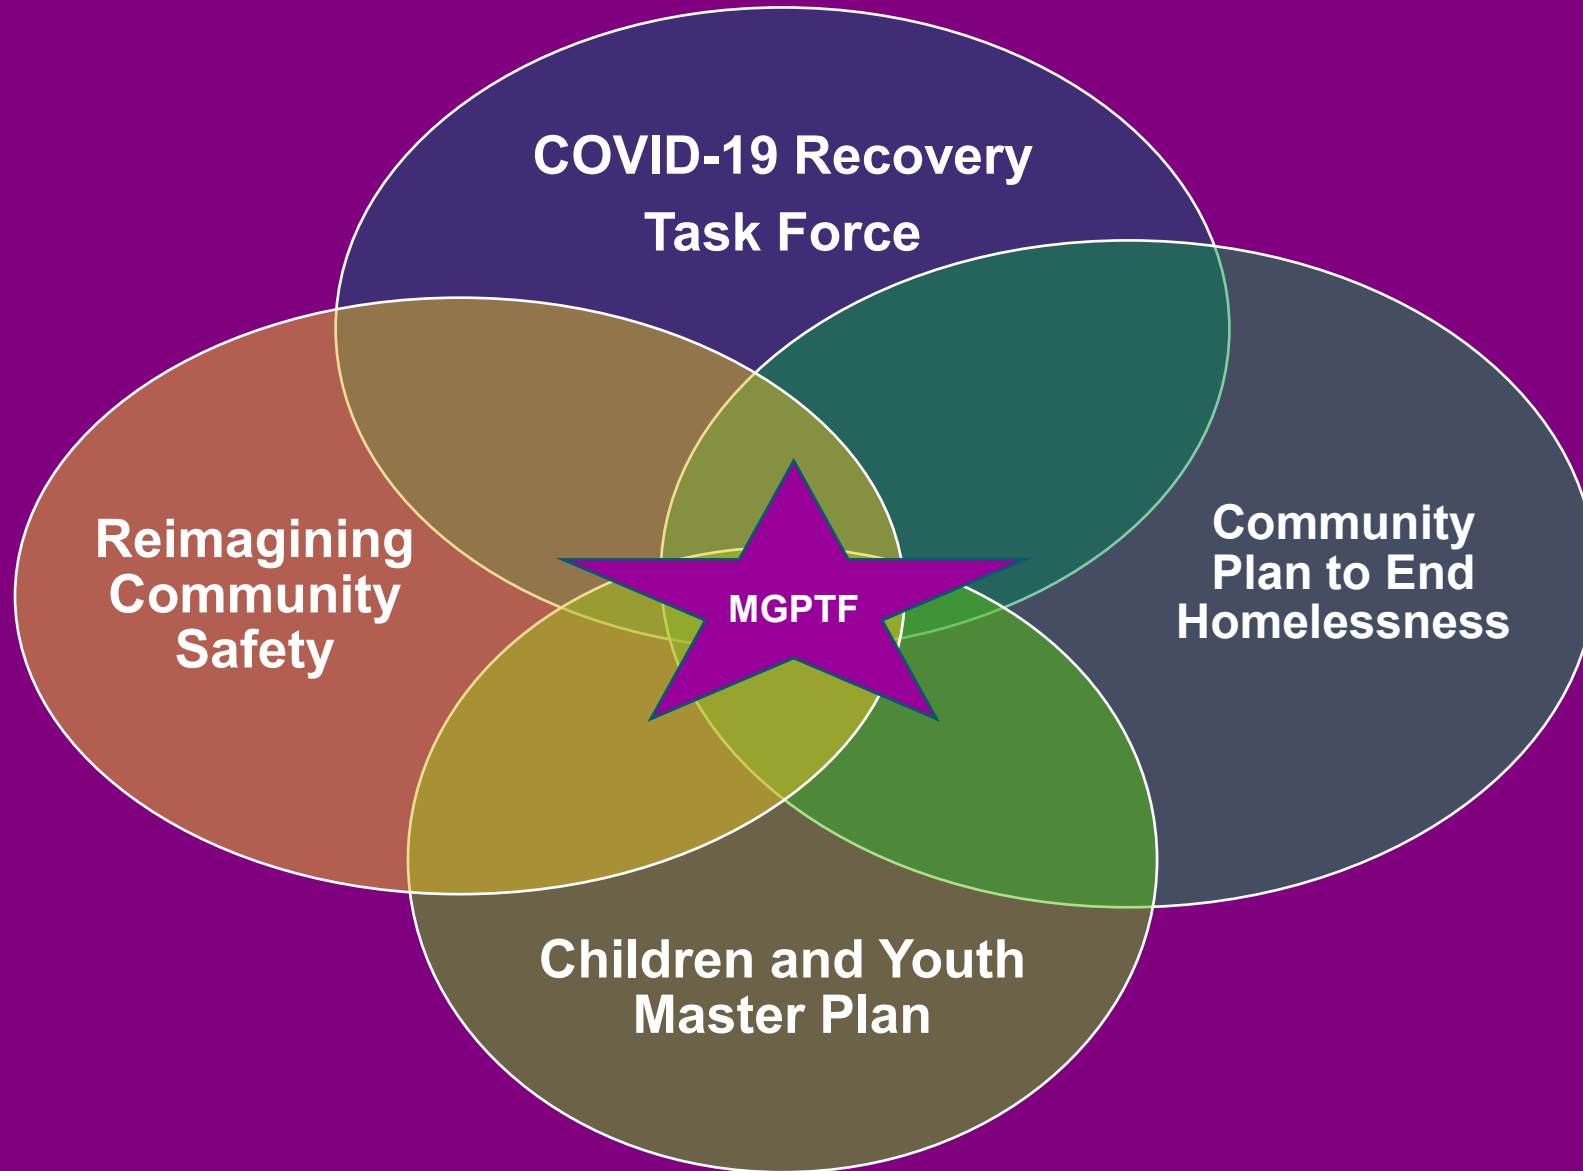 COVID-19 Recovery
Task Force
Reimagining
Community
Safety
MGPTF
Community
Plan to End
Homelessness
Children and Youth
Master Plan